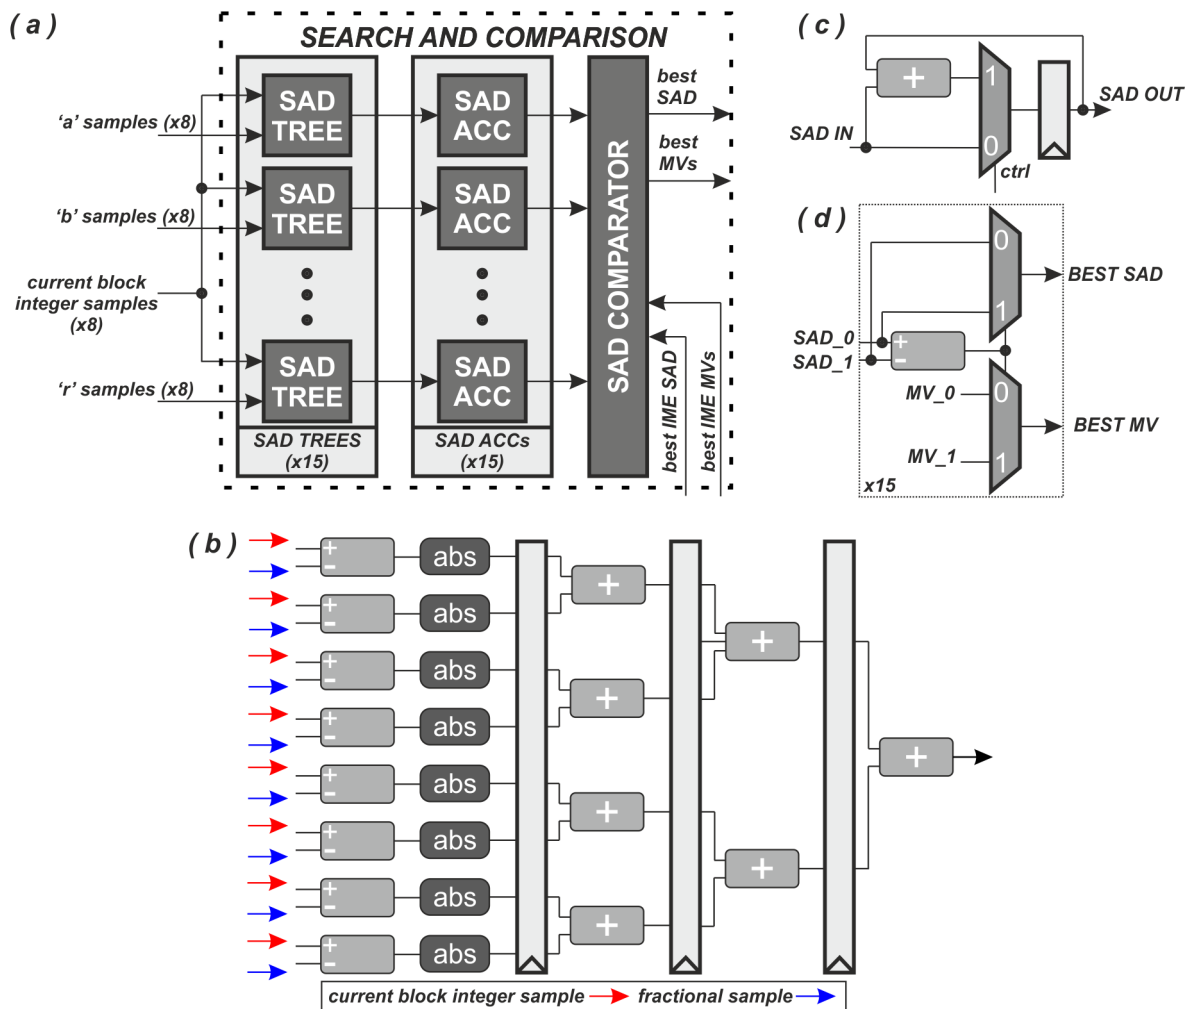 ( a )
SEARCH AND COMPARISON
‘a’ samples (x8)
‘b’ samples (x8)
current block
integer samples
(x8)
‘r’ samples (x8)
SAD
TREE
SAD
TREE
SAD
TREE
SAD TREES
(x15)
SAD
ACC
SAD
ACC
SAD
ACC
SAD ACCs
(x15)
SAD COMPARATOR
best
SAD
best
MVs
best IME SAD
best IME MVs
( c )
+
1
0
SAD IN
SAD OUT
ctrl
( d )
0
1
BEST SAD
SAD_0
SAD_1
+
−
MV_0
0
MV_1
1
BEST MV
x15
( b )
+
−
abs
+
−
abs
+
−
abs
+
−
abs
+
−
abs
+
−
abs
+
−
abs
+
−
abs
+
+
+
+
+
+
+
current block integer sample
fractional sample